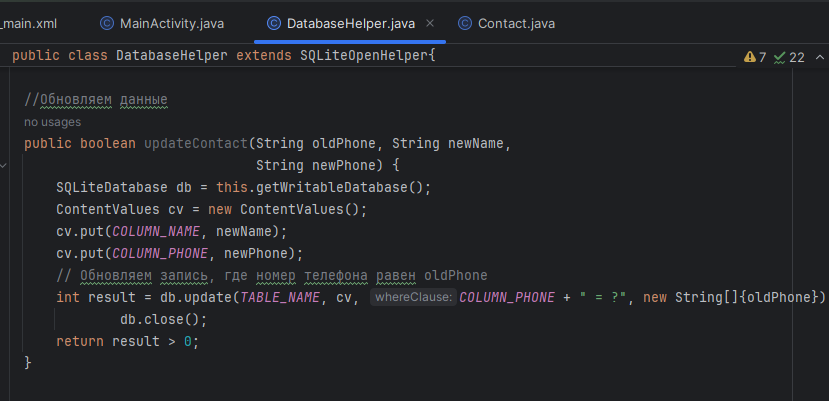 _main.xml MainActivity.java DatabaseHelper.java Contact.java
public class DatabaseHelper extends SQLiteOpenHelper{ 7 22
//Обновляем данные
no usages
public boolean updateContact(String oldPhone, String newName,
String newPhone) {
SQLiteDatabase db = this.getWritableDatabase();
ContentValues cv = new ContentValues();
cv.put(COLUMN_NAME, newName);
cv.put(COLUMN_PHONE, newPhone);
// Обновляем запись, где номер телефона равен oldPhone
int result = db.update(TABLE_NAME, cv, whereClause: COLUMN_PHONE + " = ?", new String[]{oldPhone})
db.close();
return result > 0;
}